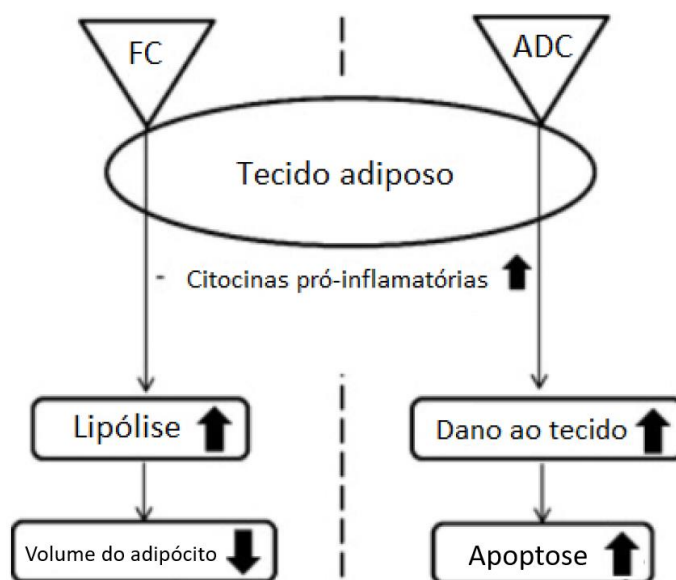 FC
ADC
Tecido adiposo
- Citocinas pró-inflamatórias
Lipólise
Dano ao tecido
Volume do adipócito
Apoptose